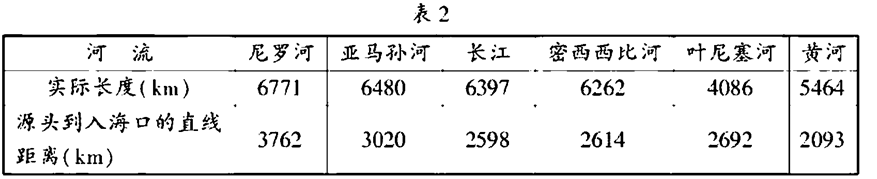 表2
河 流 尼罗河 亚马孙河 长江 密西西比河 叶尼塞河 黄河
实际长度(km) 6771 6480 6397 6262 4086 5464
源头到入海口的直线
距离(km) 3762 3020 2598 2614 2692 2093